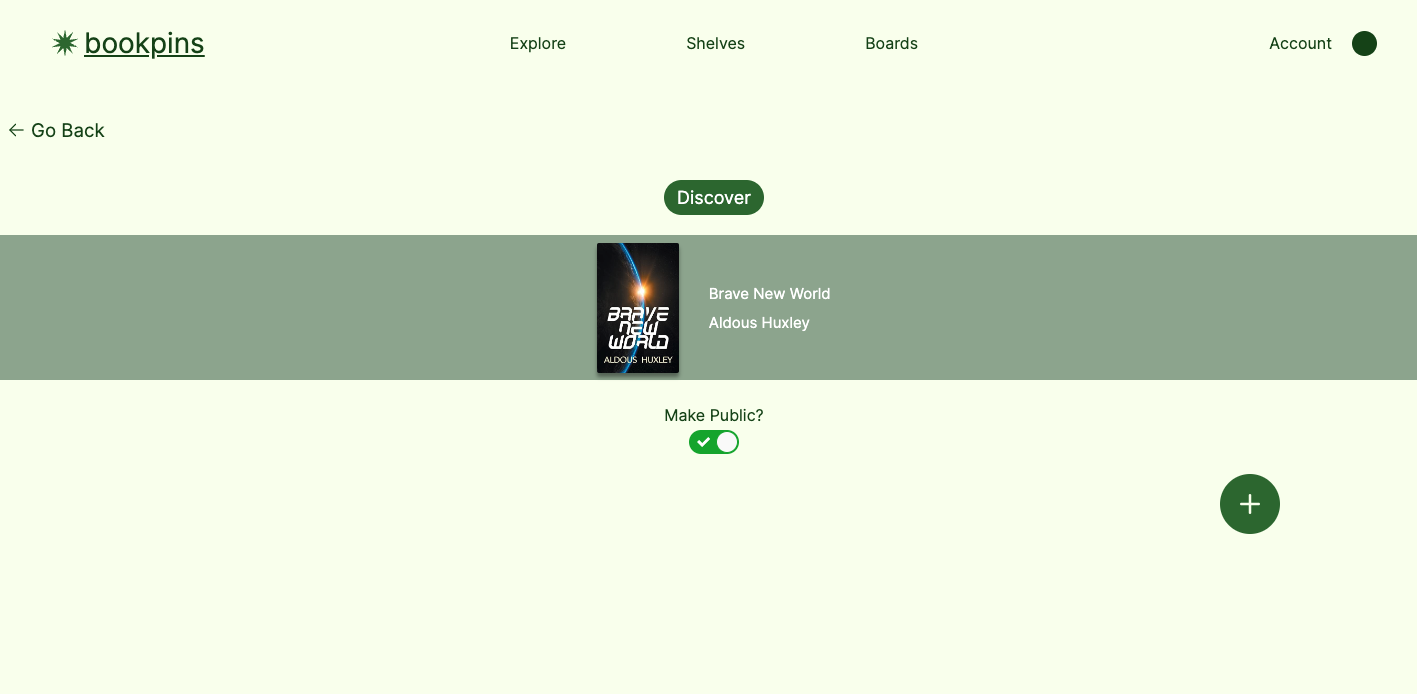 bookpins
Explore
Shelves
Boards
Account
Go Back
Discover
BRAVE
NEW
WORLD
ALDOUS HUXLEY
Brave New World
Aldous Huxley
Make Public?